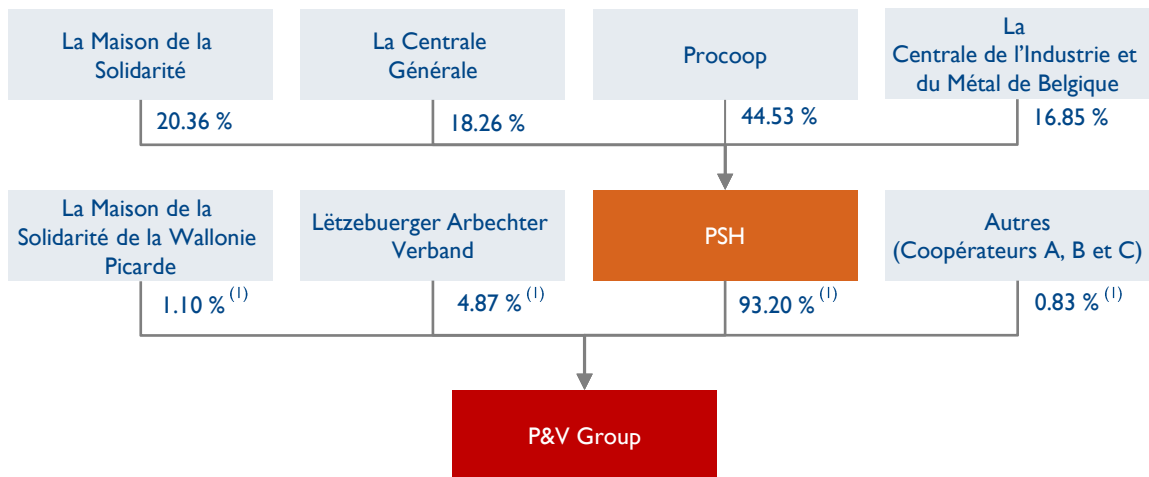 La Maison de la
Solidarité
La Centrale
Générale
Procoop
La
Centrale de l’Industrie et
du Métal de Belgique
20.36 %
18.26 %
44.53 %
16.85 %
La Maison de la
Solidarité de la Wallonie
Picarde
Lëtzebuerger Arbechter
Verband
PSH
Autres
(Coopérateurs A, B et C)
1.10 % (1)
4.87 % (1)
93.20 % (1)
0.83 % (1)
P&V Group